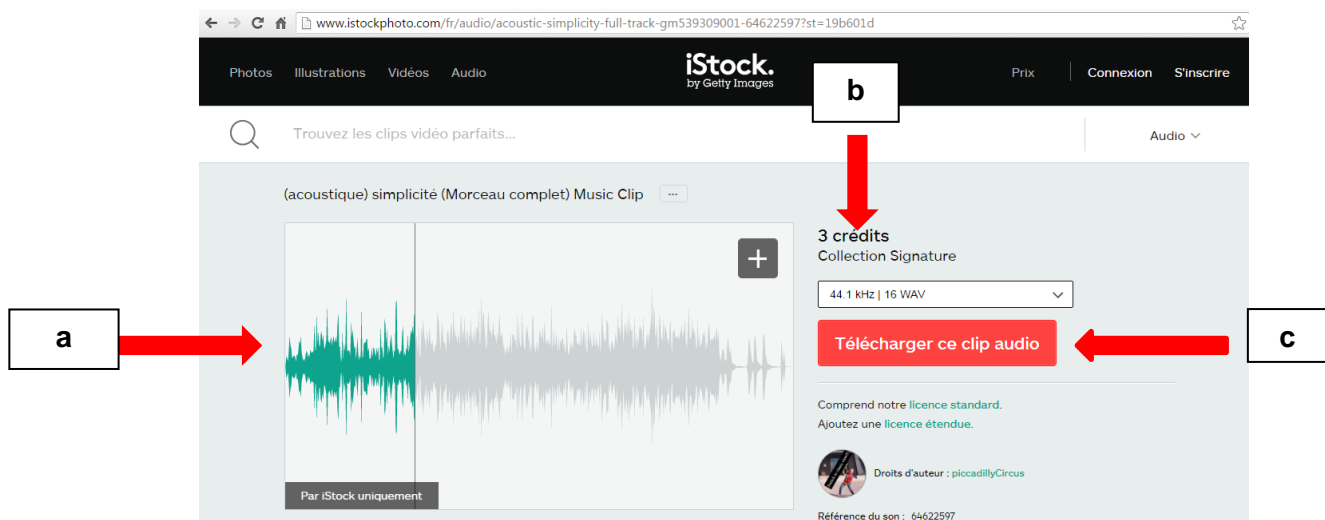 www.istockphoto.com/fr/audio/acoustic-simplicity-full-track-gm539309001-64622597?st=19b601d
Photos Illustrations Vidéos Audio
iStock.
by Getty Images
Prix Connexion S'inscrire
b
Trouvez les clips vidéo parfaits...
Audio
(acoustique) simplicité (Morceau complet) Music Clip ...
3 crédits
Collection Signature
44.1 kHz | 16 WAV
a
Télécharger ce clip audio
c
Comprend notre licence standard.
Ajoutez une licence étendue.
Droits d'auteur : piccadillyCircus
Par iStock uniquement
Référence du son : 64622597